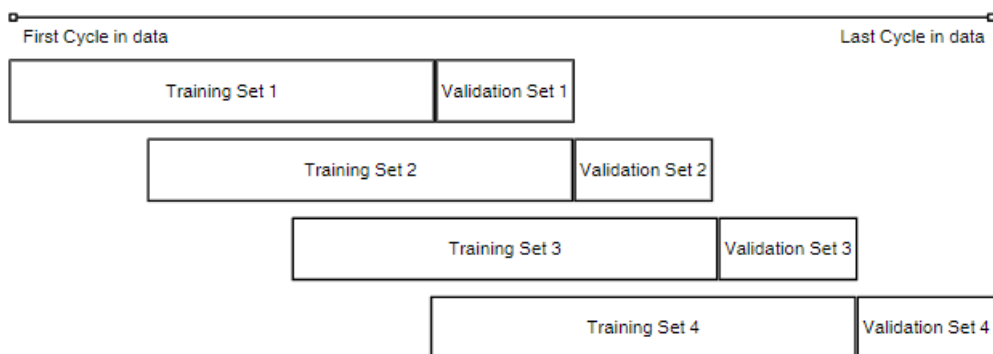 First Cycle in data
Last Cycle in data
Training Set 1
Validation Set 1
Training Set 2
Validation Set 2
Training Set 3
Validation Set 3
Training Set 4
Validation Set 4